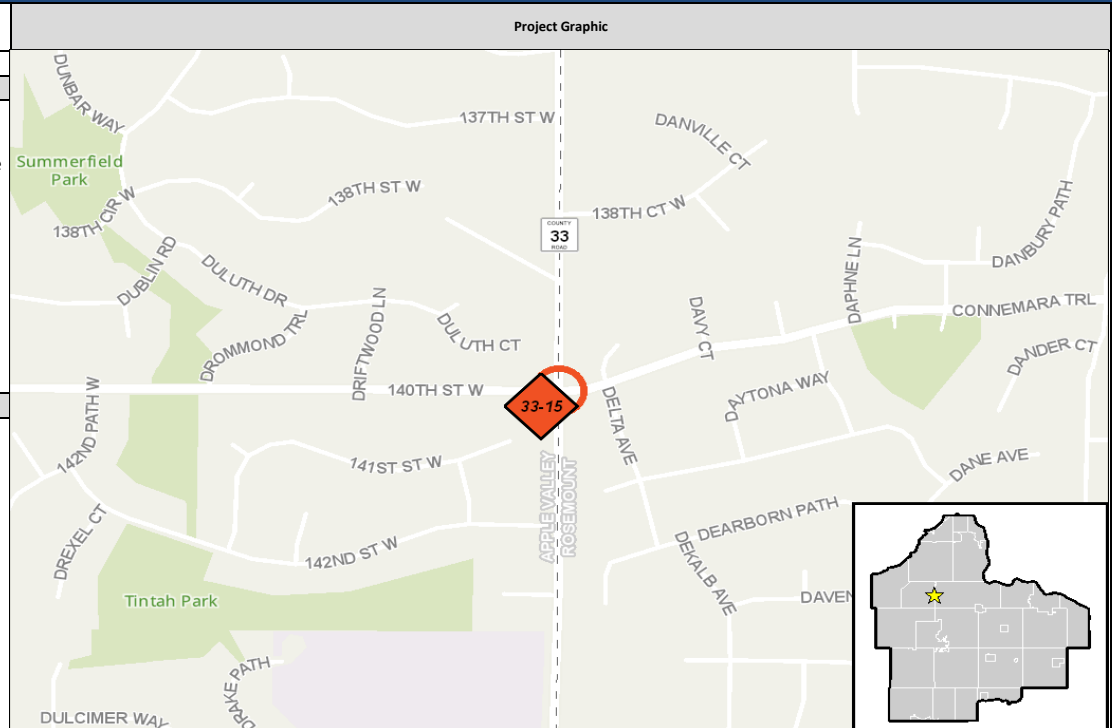 Project Graphic
DUNBAR WAY
137TH ST W
DANVILLE CT
Summerfield
Park
138TH ST W
138TH CIR W
138TH CT W
COUNTY
33
ROAD
DANBURY PATH
DUBLIN RD
DULUTH DR
DAPHNE LN
CONNEMARA TRL
DROMMOND TRL
DRIFTWOOD LN
DULUTH CT
DAVY CT
DANDER CT
140TH ST W
33-15
DELTA AVE
DAYTONA WAY
142ND PATH W
141ST ST W
DANE AVE
APPLE VALLEY
ROSEMOUNT
DREXEL CT
142ND ST W
DEARBORN PATH
DEKALB AVE
Tintah Park
DAVEN
DRAKE PATH
DULCIMER WAY